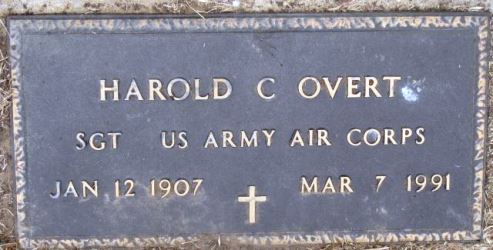 HAROLD C OVERT
SGT US ARMY AIR CORPS
JAN 12 1907 MAR 7 1991